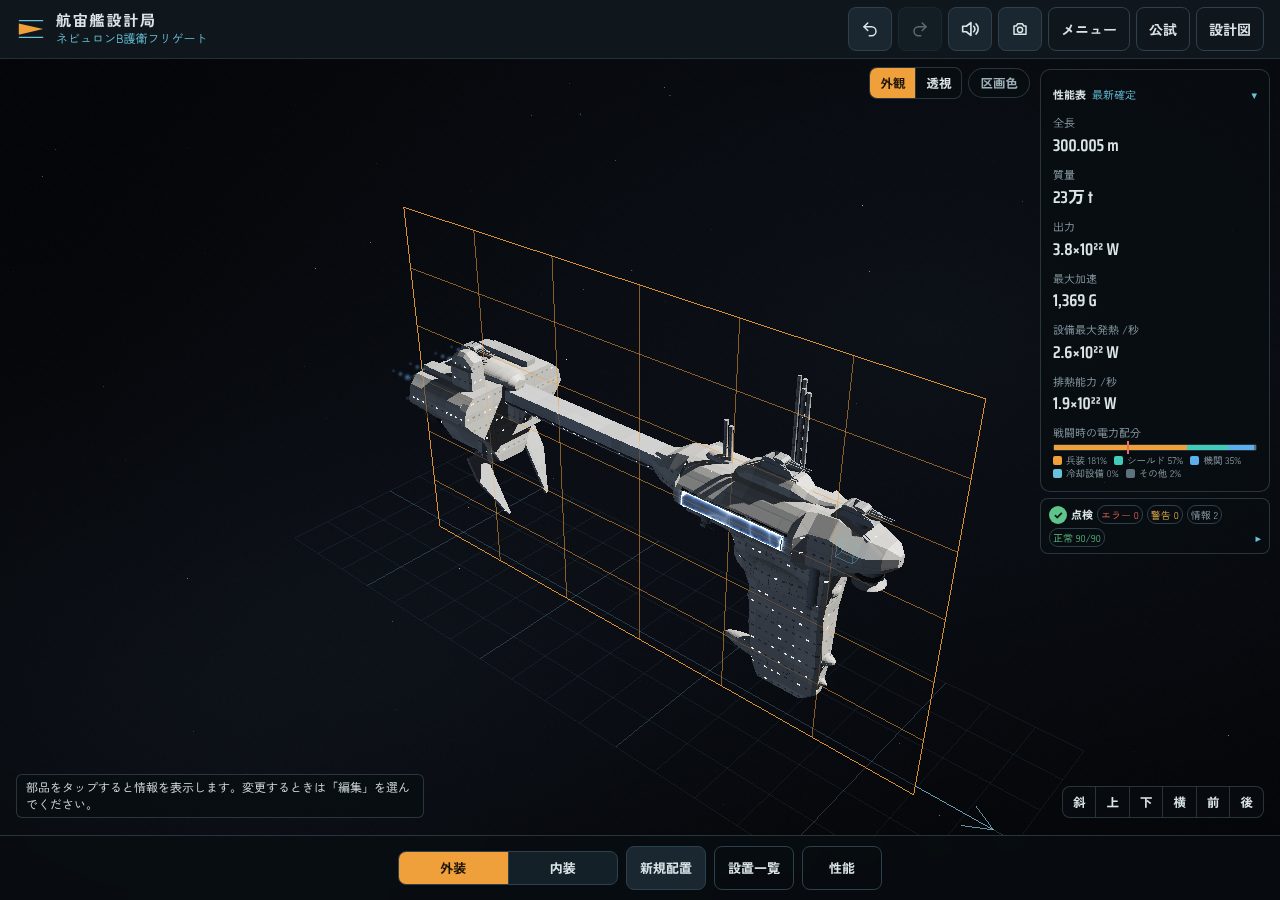 航宙艦設計局
ネビュロンB護衛フリゲート
メニュー
公試
設計図
外観
透視
区画色
性能表 最新確定
全長
300.005 m
質量
23万 t
出力
3.8×10²² W
最大加速
1,369 G
設備最大発熱 /秒
2.6×10²² W
排熱能力 /秒
1.9×10²² W
戦闘時の電力配分
兵装 181% シールド 57% 機関 35%
冷却設備 0% その他 2%
点検 エラー 0 警告 0 情報 2
正常 90/90
部品をタップすると情報を表示します。変更するときは「編集」を選ん
でください。
斜 上 下 横 前 後
外装
内装
新規配置
設置一覧
性能